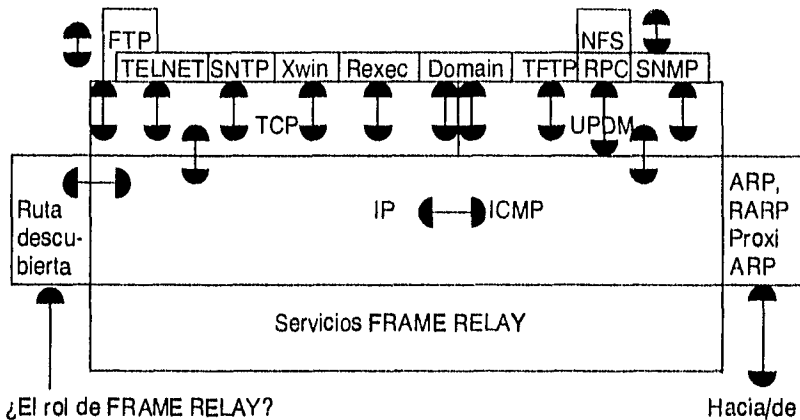 FTP NFS
TELNET SNTP Xwin Rexec Domain TFTP RPC SNMP
TCP UPDM
Ruta
descu-
bierta
IP ICMP
ARP,
RARP
Proxi
ARP
Servicios FRAME RELAY
¿El rol de FRAME RELAY? Hacia/de